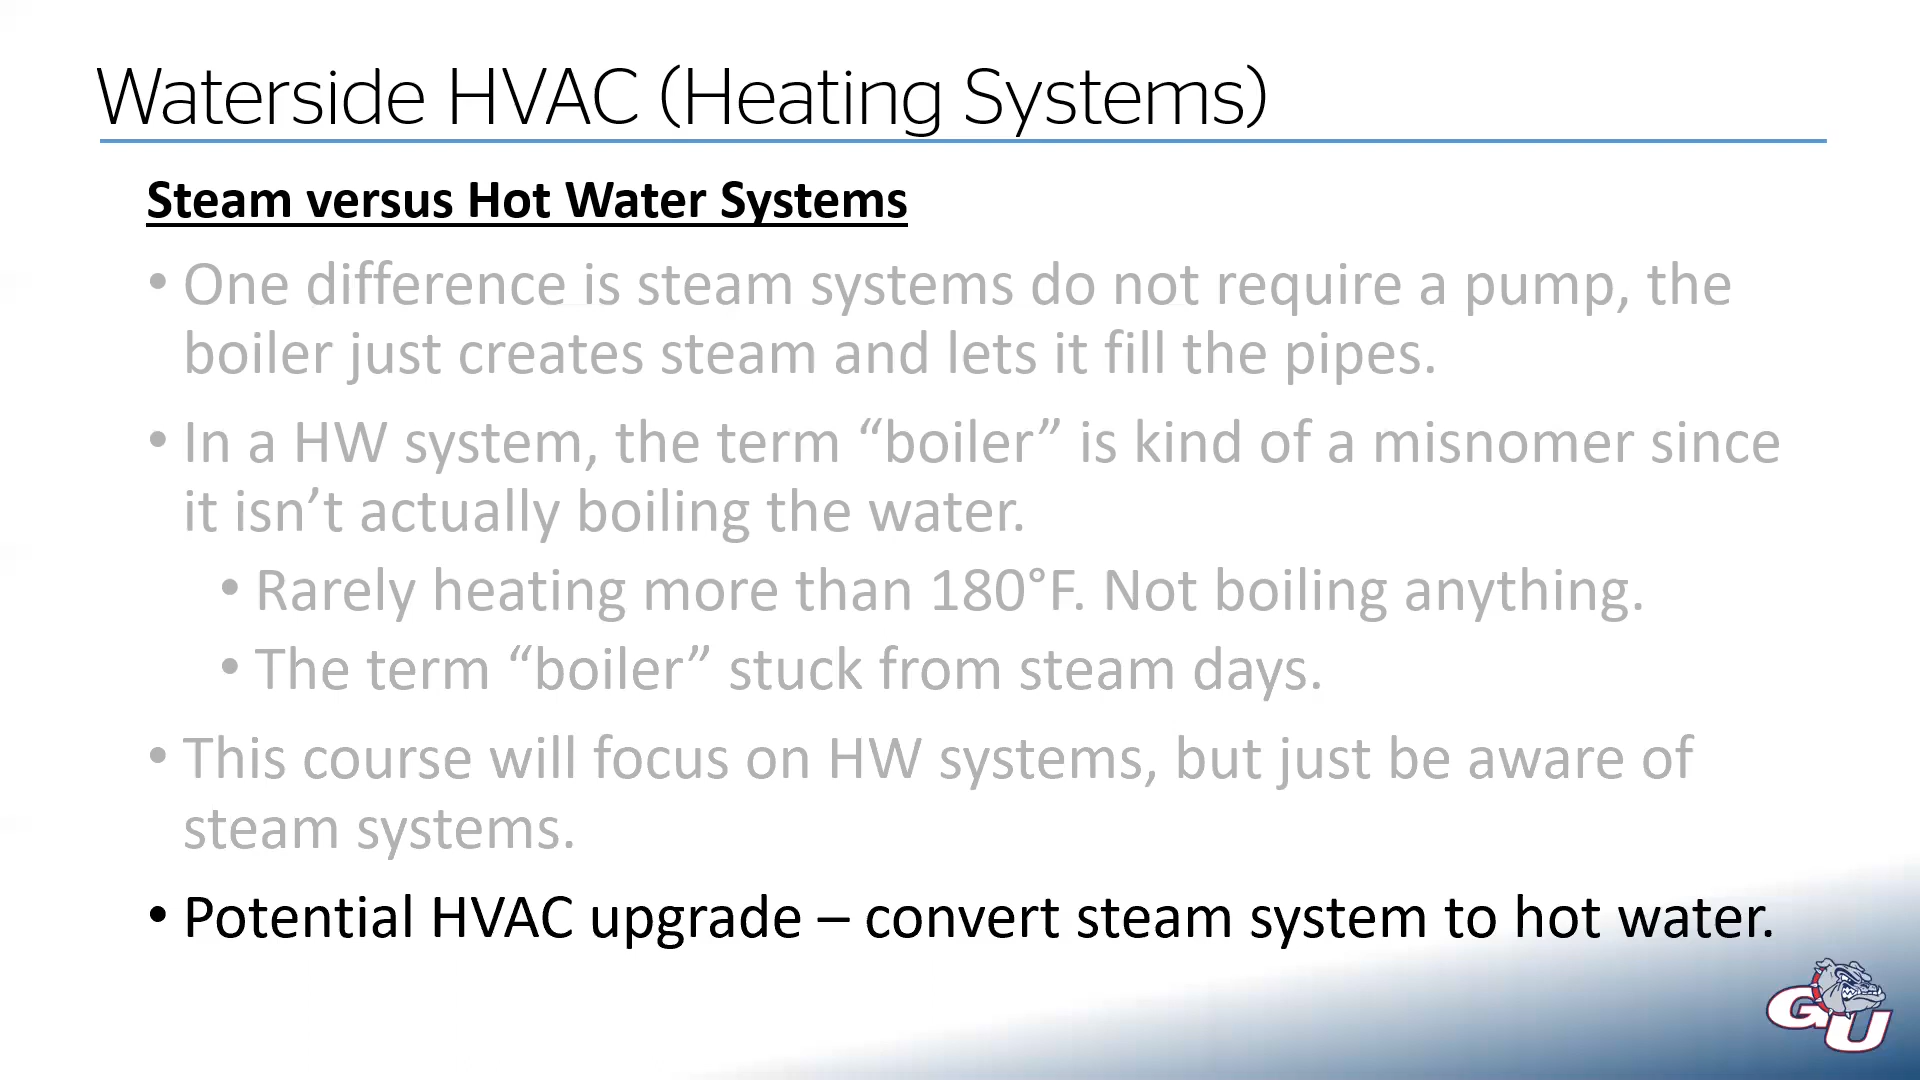 Waterside HVAC (Heating Systems)
Steam versus Hot Water Systems
• One difference is steam systems do not require a pump, the
boiler just creates steam and lets it fill the pipes.
• In a HW system, the term “boiler” is kind of a misnomer since
it isn’t actually boiling the water.
• Rarely heating more than 180°F. Not boiling anything.
• The term “boiler” stuck from steam days.
• This course will focus on HW systems, but just be aware of
steam systems.
• Potential HVAC upgrade – convert steam system to hot water.
GU